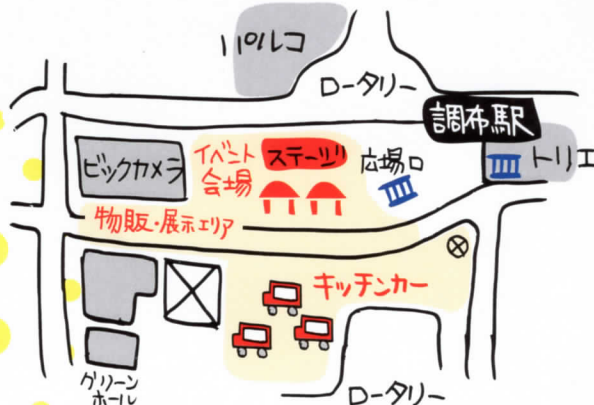 パルコ
ロータリー
調布駅
トリエ
ビックカメラ
イベント
会場
ステージ
広場口
物販・展示エリア
キッチンカー
グリーン
ホール
ロータリー